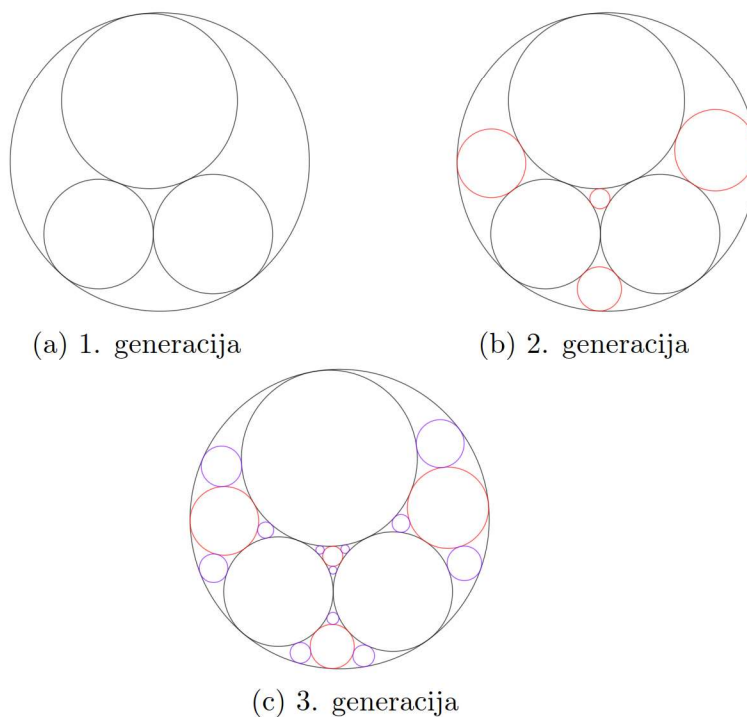 (a) 1. generacija
(b) 2. generacija
(c) 3. generacija